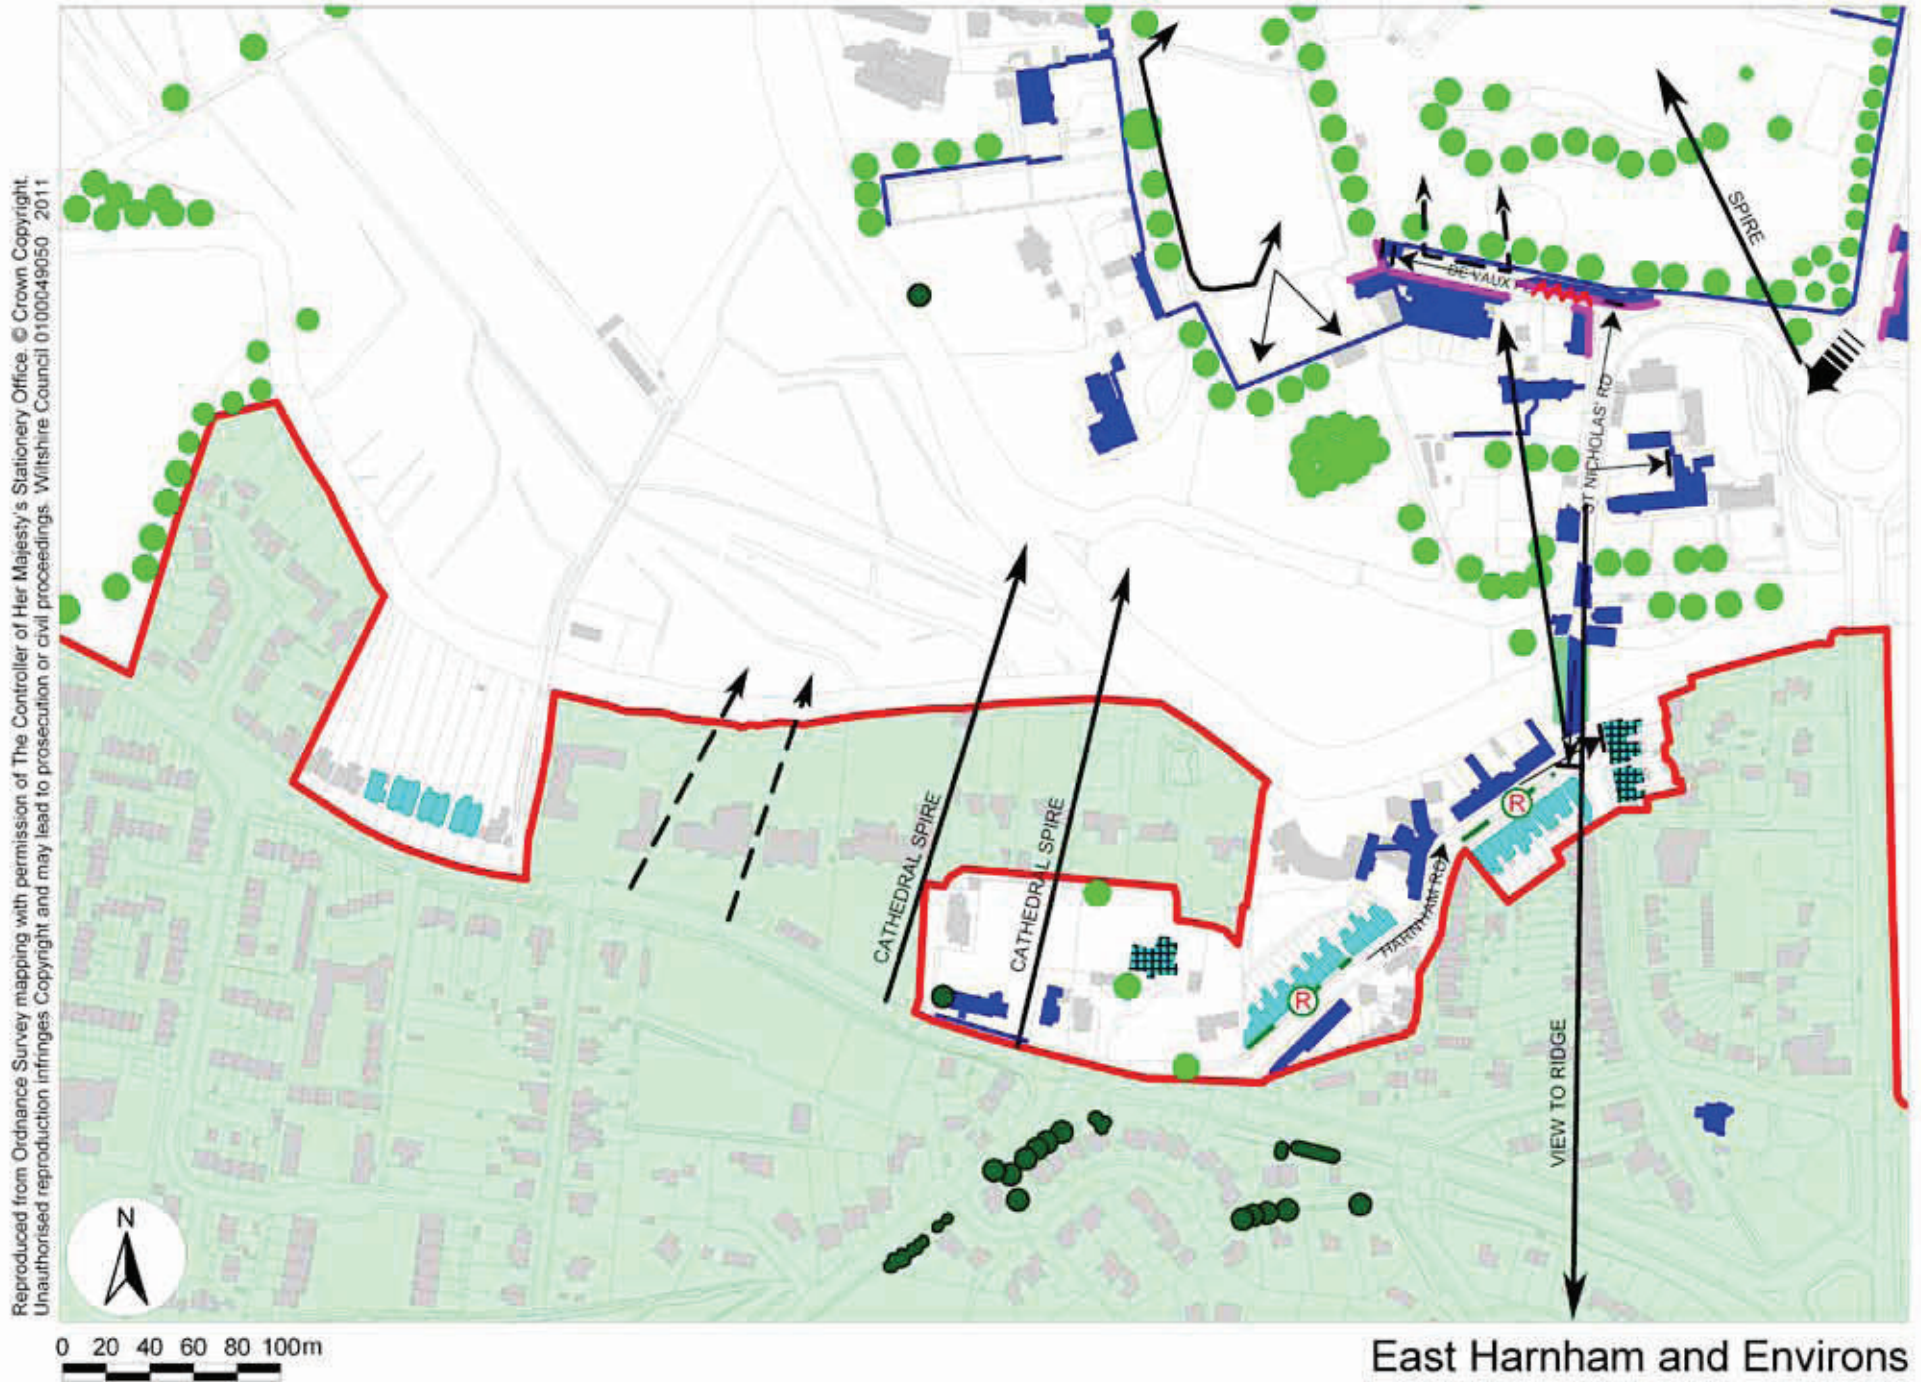 Reproduced from Ordnance Survey mapping with permission of The Controller of Her Majesty's Stationery Office. © Crown Copyright.
Unauthorised reproduction infringes Copyright and may lead to prosecution or civil proceedings. Wiltshire Council 0100049050 2011
SPIRE
DE VAUX
ST NICHOLAS' RD
CATHEDRAL SPIRE
CATHEDRAL SPIRE
R
HARNHAM RD
R
VIEW TO RIDGE
N
0 20 40 60 80 100m
East Harnham and Environs